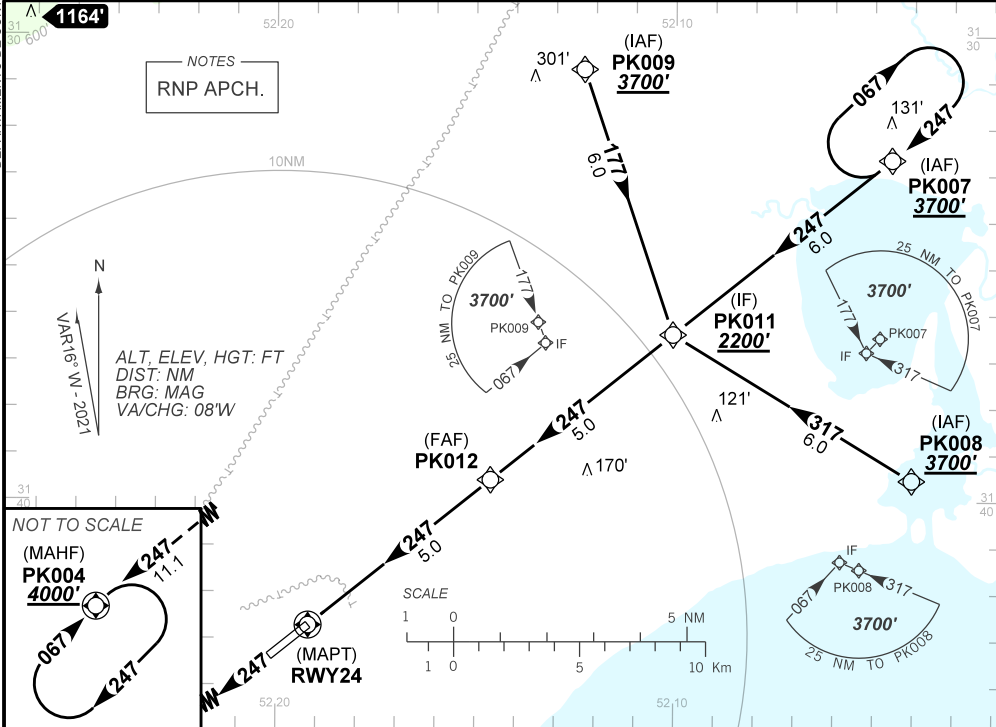 1164'
31
30
600
52 20
52 10
31
30
NOTES
RNP APCH.
301'
(IAF)
PK009
3700'
067
247
131'
(IAF)
PK007
3700'
10NM
177
6.0
247
6.0
N
VAR16° W - 2021
ALT, ELEV, HGT: FT
DIST: NM
BRG: MAG
VA/CHG: 08'W
25 NM TO PK009
177
3700'
PK009
IF
067
(IF)
PK011
2200'
25 NM TO PK007
3700'
177
PK007
IF
317
247
5.0
121'
317
6.0
(IAF)
PK008
3700'
(FAF)
PK012
170'
31
40
31
40
NOT TO SCALE
(MAHF)
PK004
4000'
247
11.1
067
247
247
5.0
(MAPT)
RWY24
247
SCALE
1 0 5 NM
1 0 5 10 Km
IF
PK008
067
317
3700'
25 NM TO PK008
52 20
52 10